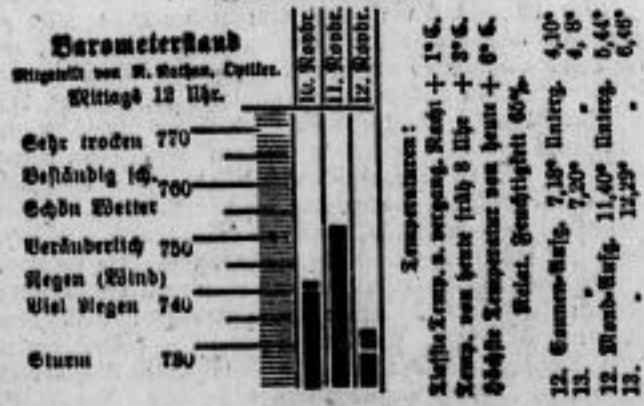 Barometerstand
Mitgeteilt von R. Nathan, Optiker.
Mittags 12 Uhr.
10. Novbr.
11. Novbr.
12. Novbr.
Sehr trocken 770
Beständig sch. 760
Schön Wetter
Veränderlich 750
Regen (Wind)
Viel Regen 740
Sturm 730
Temperaturen:
Tiefste Temp. d. vergang. Nacht + 1° C.
Temp. von heute früh 8 Uhr + 3° C.
Höchste Temperatur von heute + 6° C.
Relat. Feuchtigkeit 60%.
12. Sonnen-Aufg. 7,18° Unterg. 4,10°
13. " 7,20° " 4, 8°
12. Mond-Aufg. 11,40° Unterg. 5,44°
13. " 12,29° " 6,46°